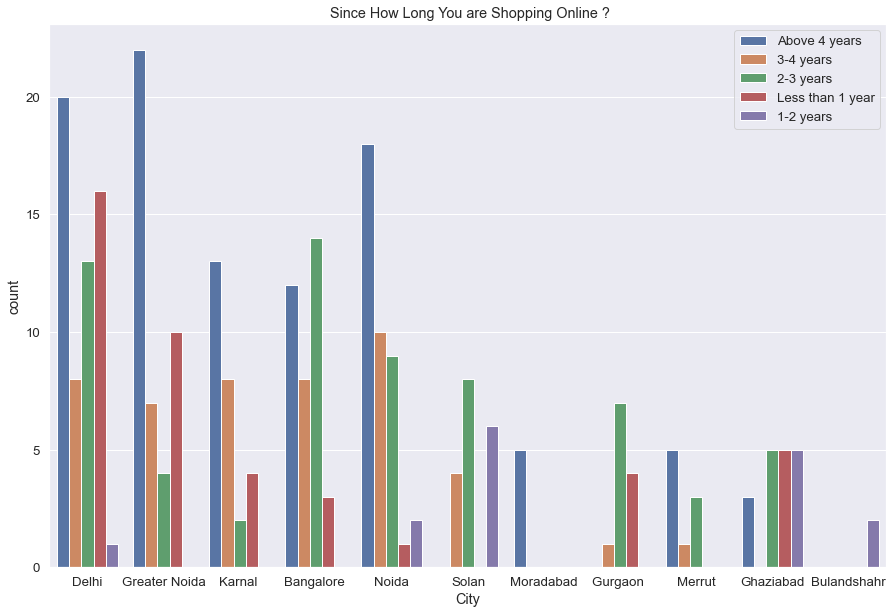 Since How Long You are Shopping Online ?
Above 4 years
3-4 years
2-3 years
Less than 1 year
1-2 years
20
15
10
5
0
count
Delhi Greater Noida Karnal Bangalore Noida Solan Moradabad Gurgaon Merrut Ghaziabad Bulandshahr
City